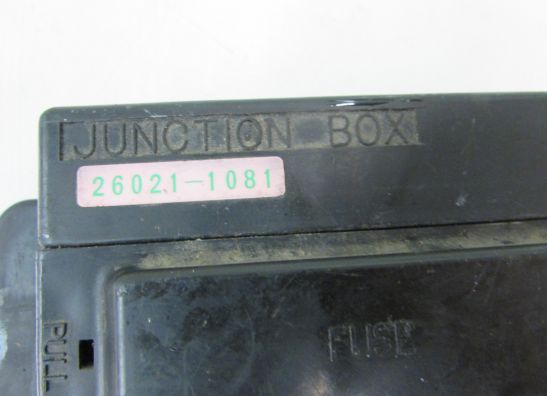 JUNCTION BOX
26021-1081
FUSE
PULL